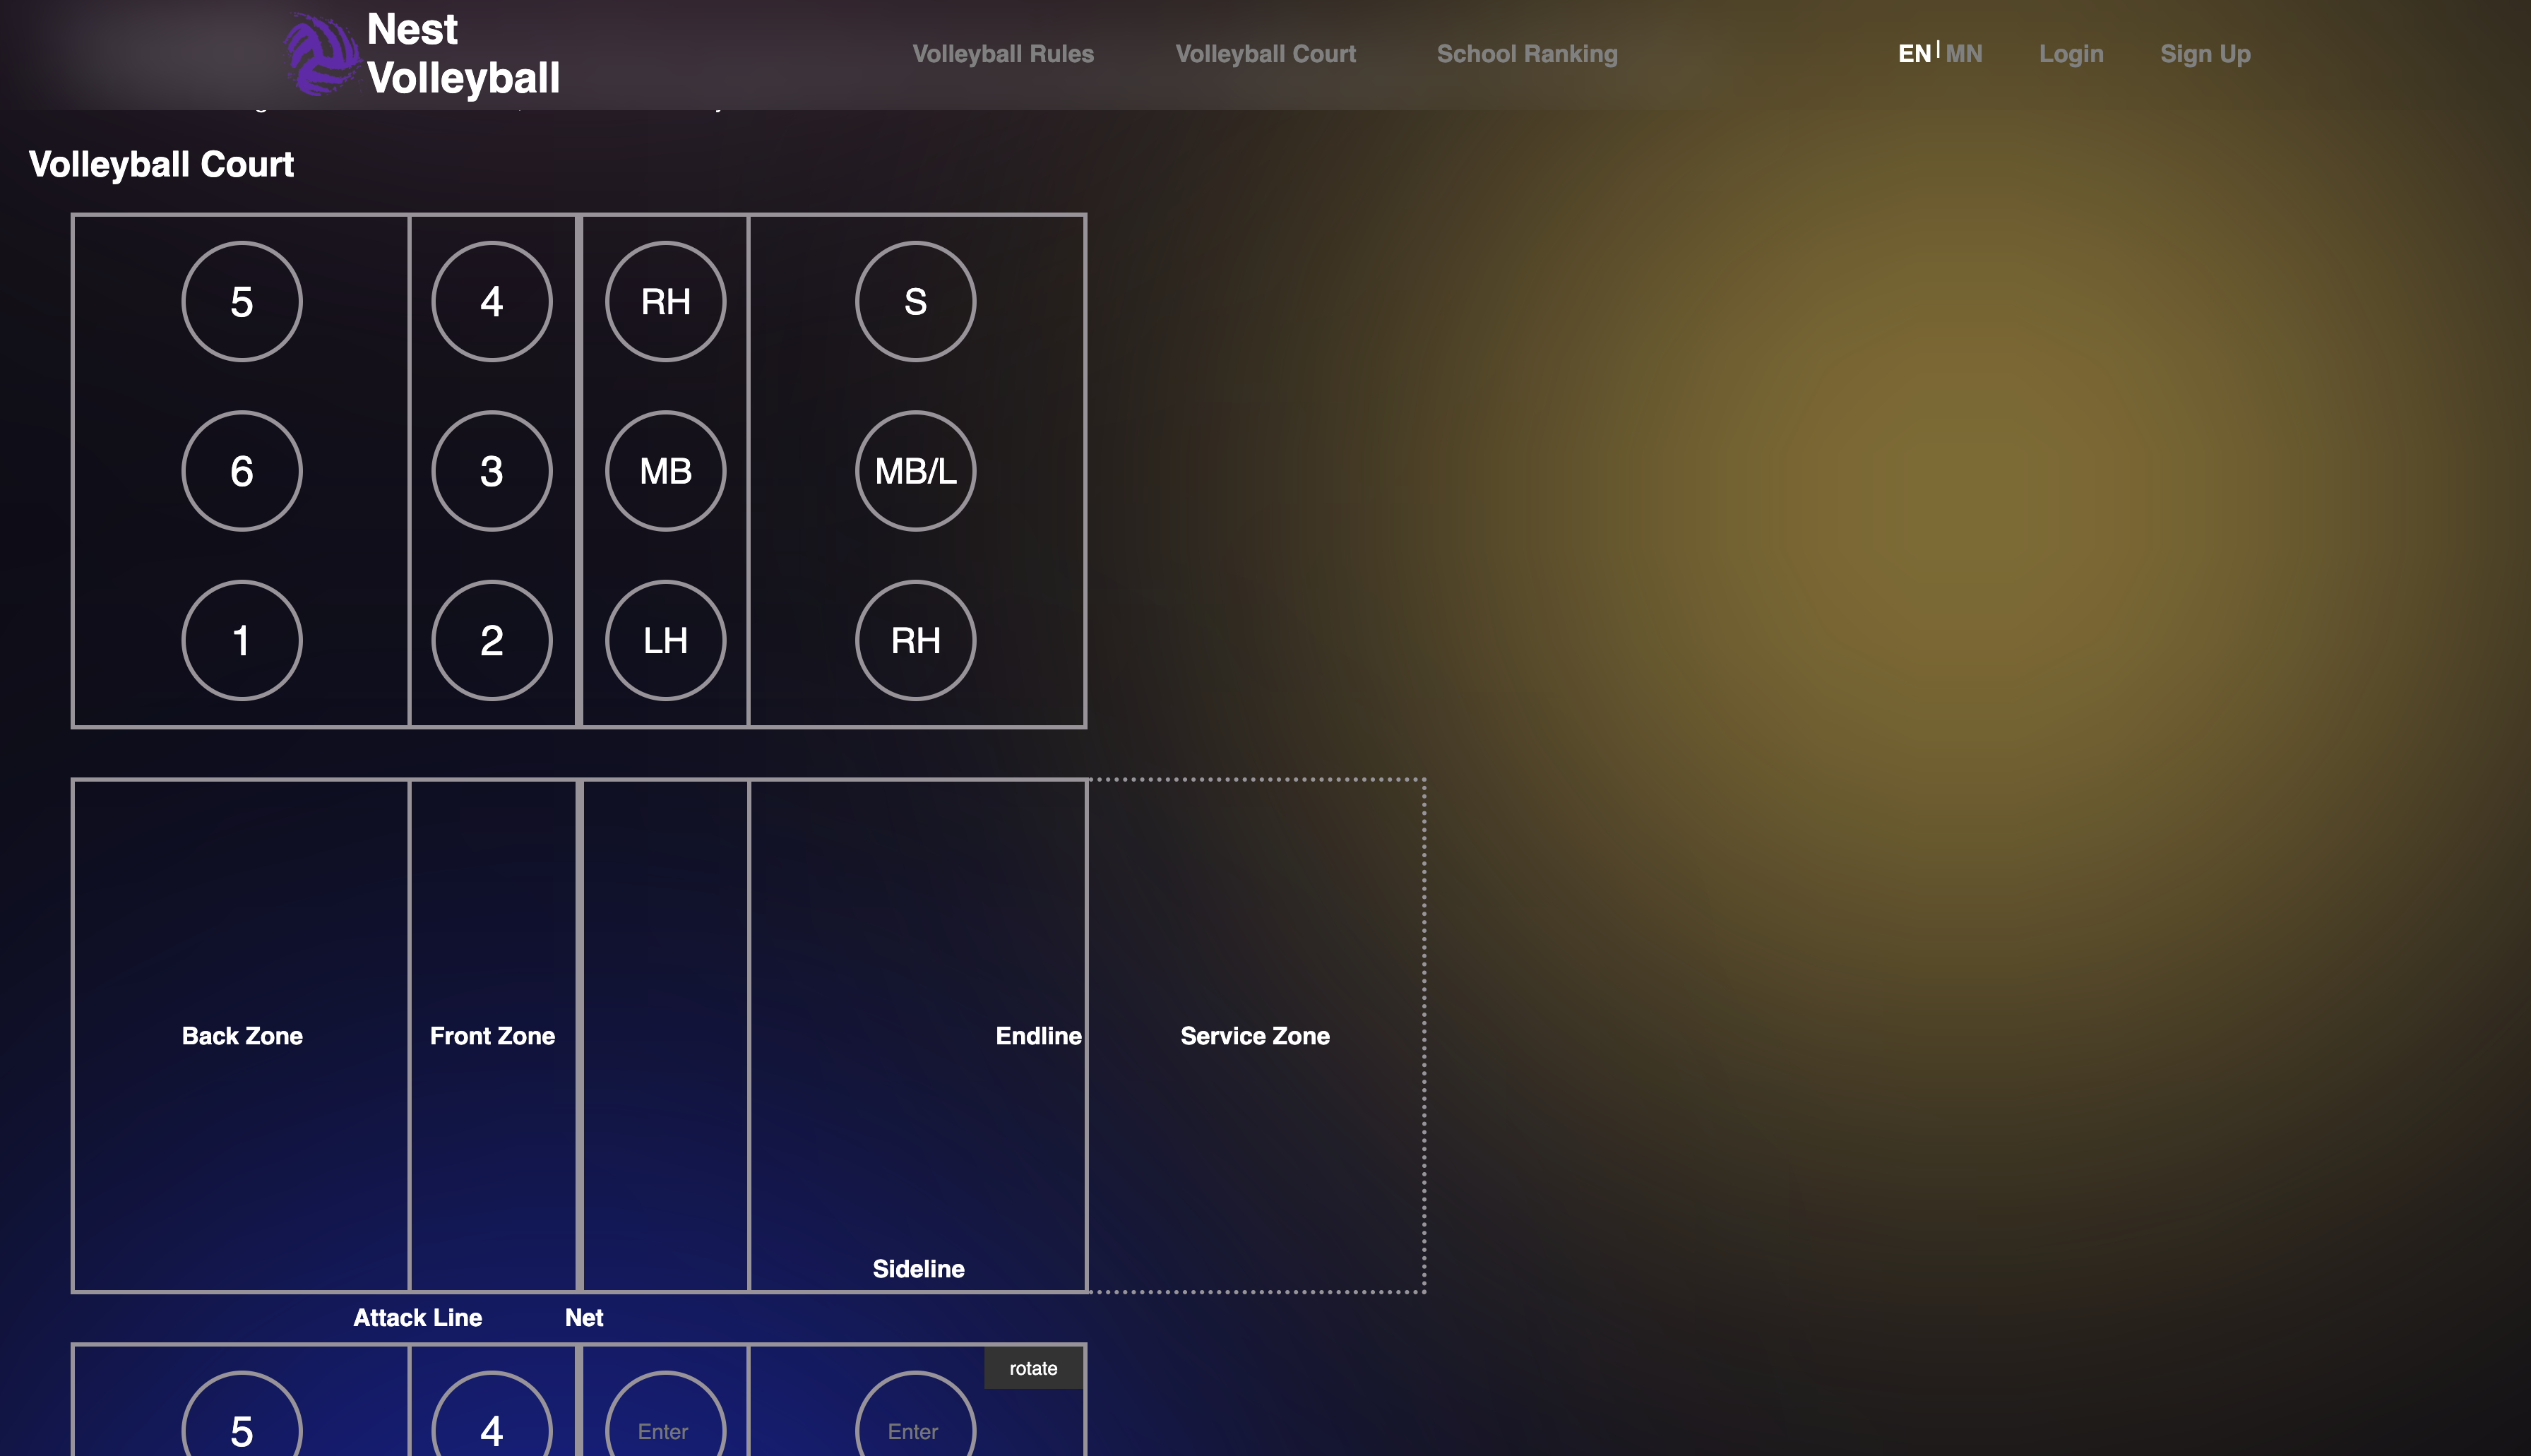 Nest
Volleyball
Volleyball Rules
Volleyball Court
School Ranking
EN | MN
Login
Sign Up
Volleyball Court
5 4 RH S
6 3 MB MB/L
1 2 LH RH
Back Zone
Front Zone
Endline
Service Zone
Sideline
Attack Line
Net
rotate
5 4 Enter Enter